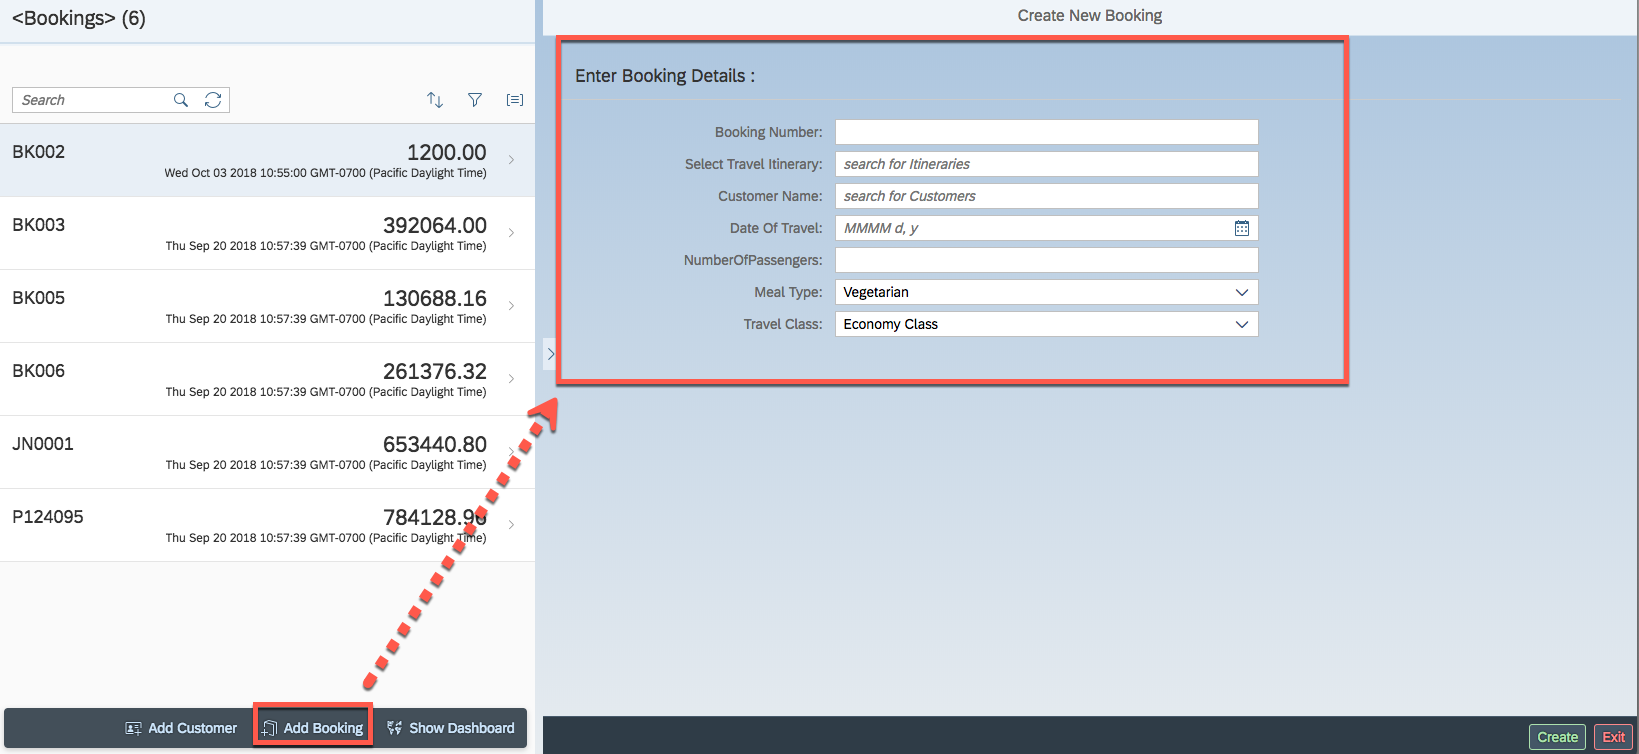 <Bookings> (6)
Search
BK002
1200.00
Wed Oct 03 2018 10:55:00 GMT-0700 (Pacific Daylight Time)
BK003
392064.00
Thu Sep 20 2018 10:57:39 GMT-0700 (Pacific Daylight Time)
BK005
130688.16
Thu Sep 20 2018 10:57:39 GMT-0700 (Pacific Daylight Time)
BK006
261376.32
Thu Sep 20 2018 10:57:39 GMT-0700 (Pacific Daylight Time)
JN0001
653440.80
Thu Sep 20 2018 10:57:39 GMT-0700 (Pacific Daylight Time)
P124095
784128.96
Thu Sep 20 2018 10:57:39 GMT-0700 (Pacific Daylight Time)
Add Customer
Add Booking
Show Dashboard
Create New Booking
Enter Booking Details :
Booking Number:
Select Travel Itinerary: search for Itineraries
Customer Name: search for Customers
Date Of Travel: MMMM d, y
NumberOfPassengers:
Meal Type: Vegetarian
Travel Class: Economy Class
Create
Exit